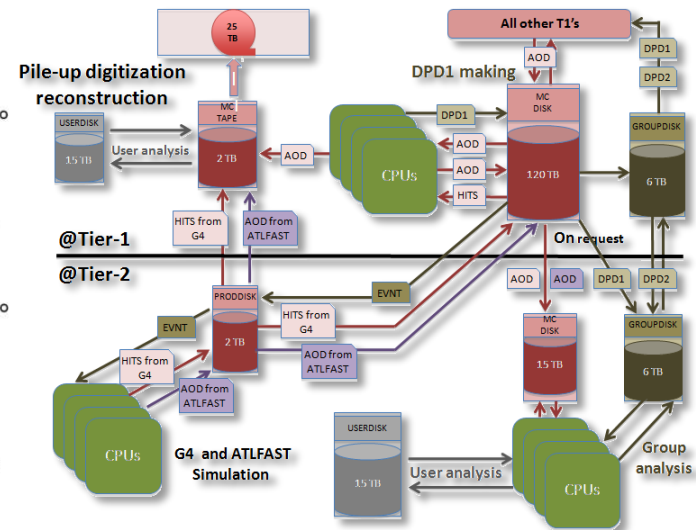 25
TB
All other T1's
AOD
DPD1
DPD2
Pile-up digitization
reconstruction
DPD1 making
MC
TAPE
2 TB
USERDISK
15 TB
User analysis
AOD
CPUs
DPD1
AOD
AOD
HITS
MC
DISK
120 TB
GROUPDISK
6 TB
HITS from
G4
AOD from
ATLFAST
@Tier-1
On request
@Tier-2
EVNT
AOD
AOD
DPD1
DPD2
PRODDISK
2 TB
EVNT
HITS from
G4
AOD from
ATLFAST
HITS from
G4
AOD from
ATLFAST
MC
DISK
15 TB
GROUPDISK
6 TB
CPUs
G4 and ATLFAST
Simulation
USERDISK
15 TB
User analysis
CPUs
Group
analysis